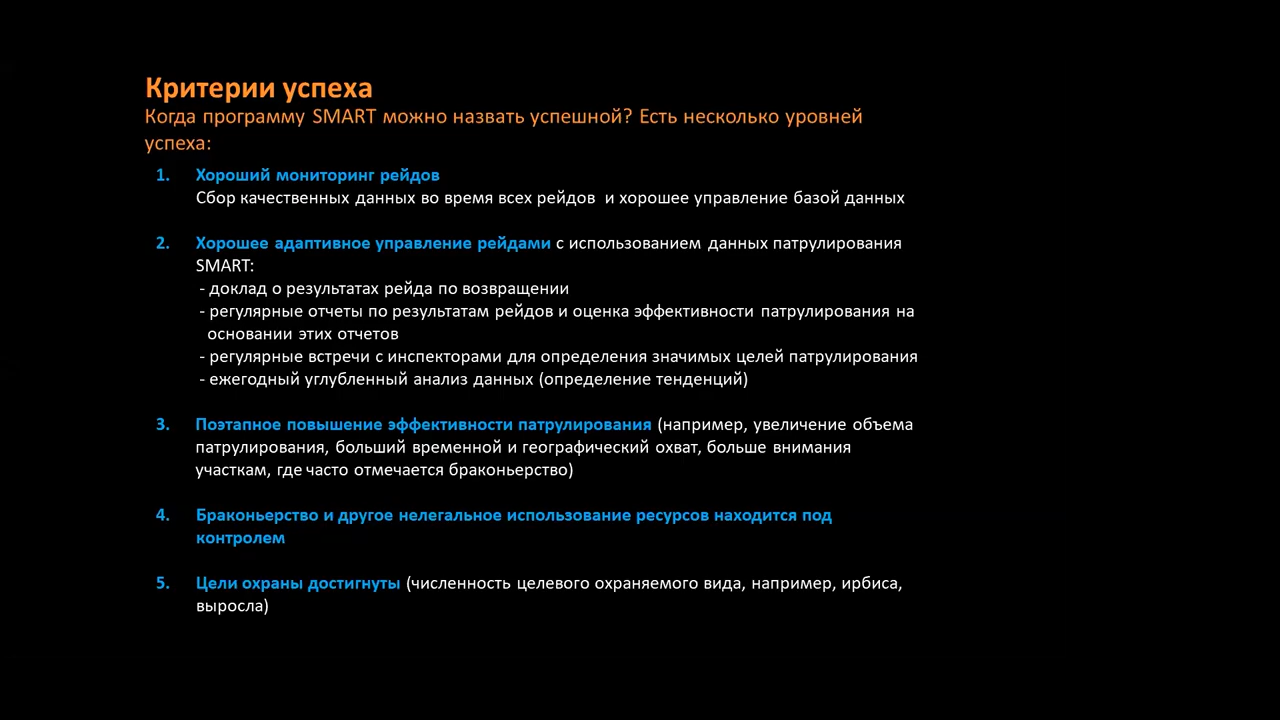 Критерии успеха
Когда программу SMART можно назвать успешной? Есть несколько уровней
успеха:
1. Хороший мониторинг рейдов
Сбор качественных данных во время всех рейдов и хорошее управление базой данных
2. Хорошее адаптивное управление рейдами с использованием данных патрулирования
SMART:
- доклад о результатах рейда по возвращении
- регулярные отчеты по результатам рейдов и оценка эффективности патрулирования на
основании этих отчетов
- регулярные встречи с инспекторами для определения значимых целей патрулирования
- ежегодный углубленный анализ данных (определение тенденций)
3. Поэтапное повышение эффективности патрулирования (например, увеличение объема
патрулирования, больший временной и географический охват, больше внимания
участкам, где часто отмечается браконьерство)
4. Браконьерство и другое нелегальное использование ресурсов находится под
контролем
5. Цели охраны достигнуты (численность целевого охраняемого вида, например, ирбиса,
выросла)